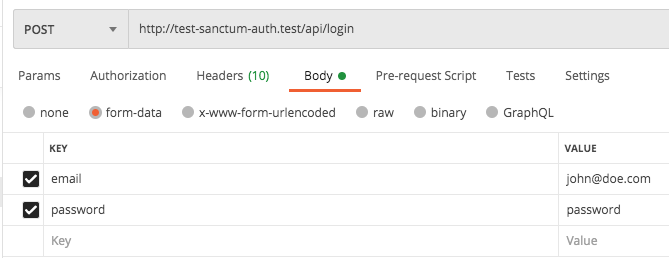 POST http://test-sanctum-auth.test/api/login
Params Authorization Headers (10) Body Pre-request Script Tests Settings
none form-data x-www-form-urlencoded raw binary GraphQL
KEY VALUE
email john@doe.com
password password
Key Value